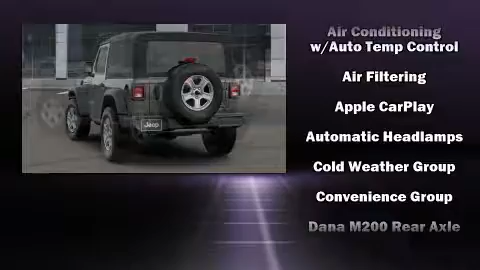 Air Conditioning
w/Auto Temp Control
Air Filtering
Apple CarPlay
Automatic Headlamps
Cold Weather Group
Convenience Group
Dana M200 Rear Axle
Jeep